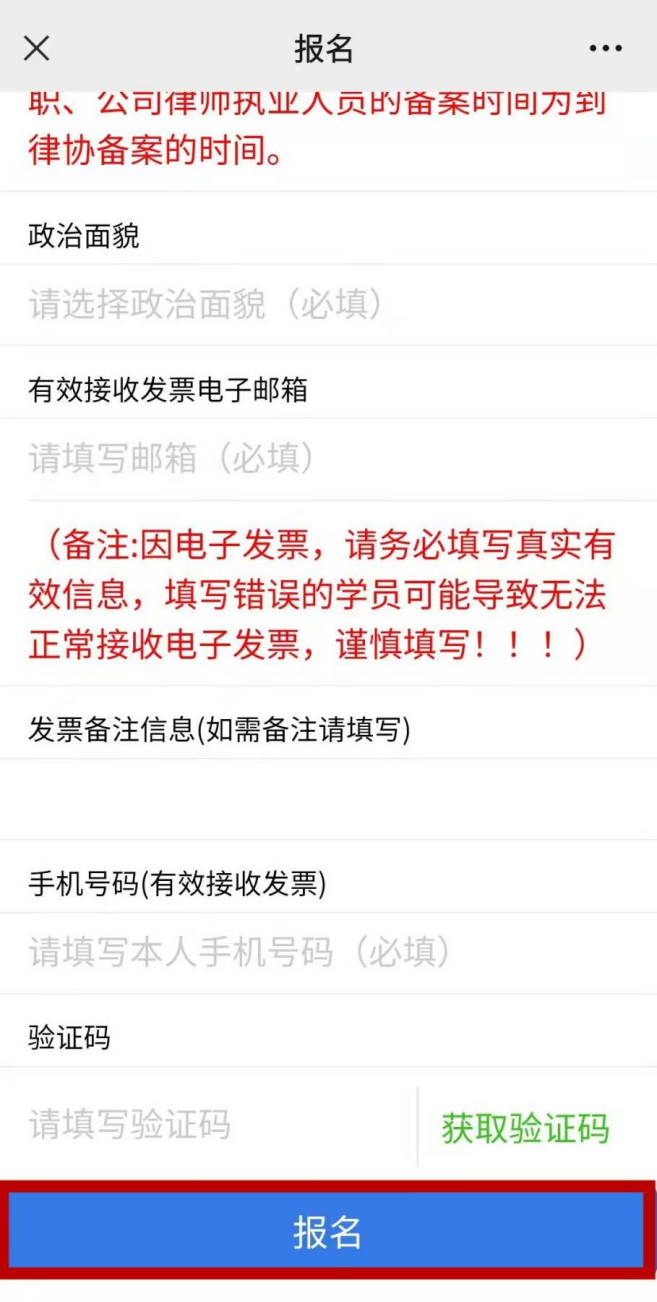 报名
职、公司律师执业人员的备案时间为到
律协备案的时间。
政治面貌
请选择政治面貌（必填）
有效接收发票电子邮箱
请填写邮箱（必填）
（备注:因电子发票，请务必填写真实有
效信息，填写错误的学员可能导致无法
正常接收电子发票，谨慎填写！！！）
发票备注信息(如需备注请填写)
手机号码(有效接收发票)
请填写本人手机号码（必填）
验证码
请填写验证码
获取验证码
报名